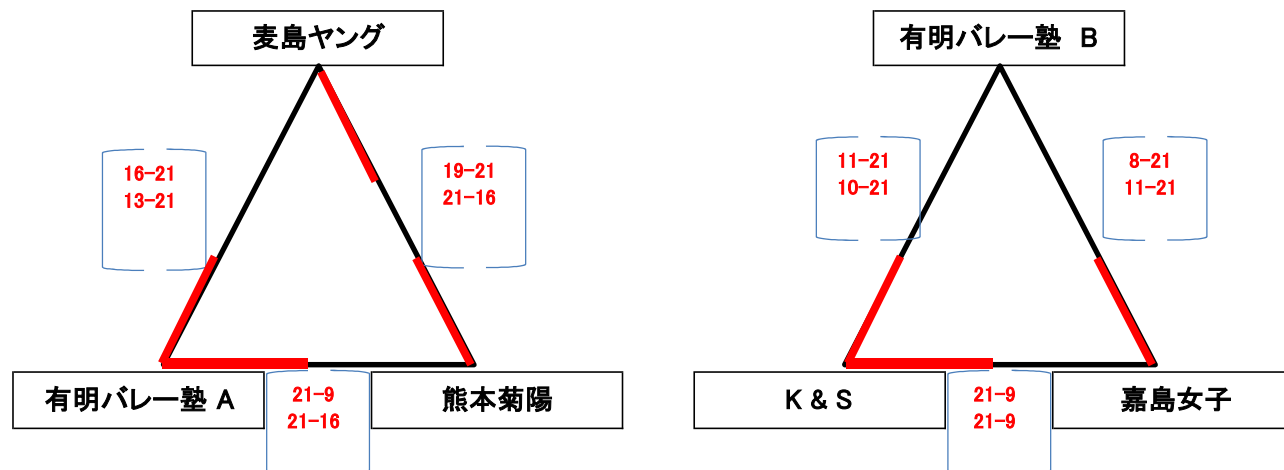 麦島ヤング
有明バレー塾 B
16-21
13-21
19-21
21-16
11-21
10-21
8-21
11-21
有明バレー塾 A
21-9
21-16
熊本菊陽
K & S
21-9
21-9
嘉島女子